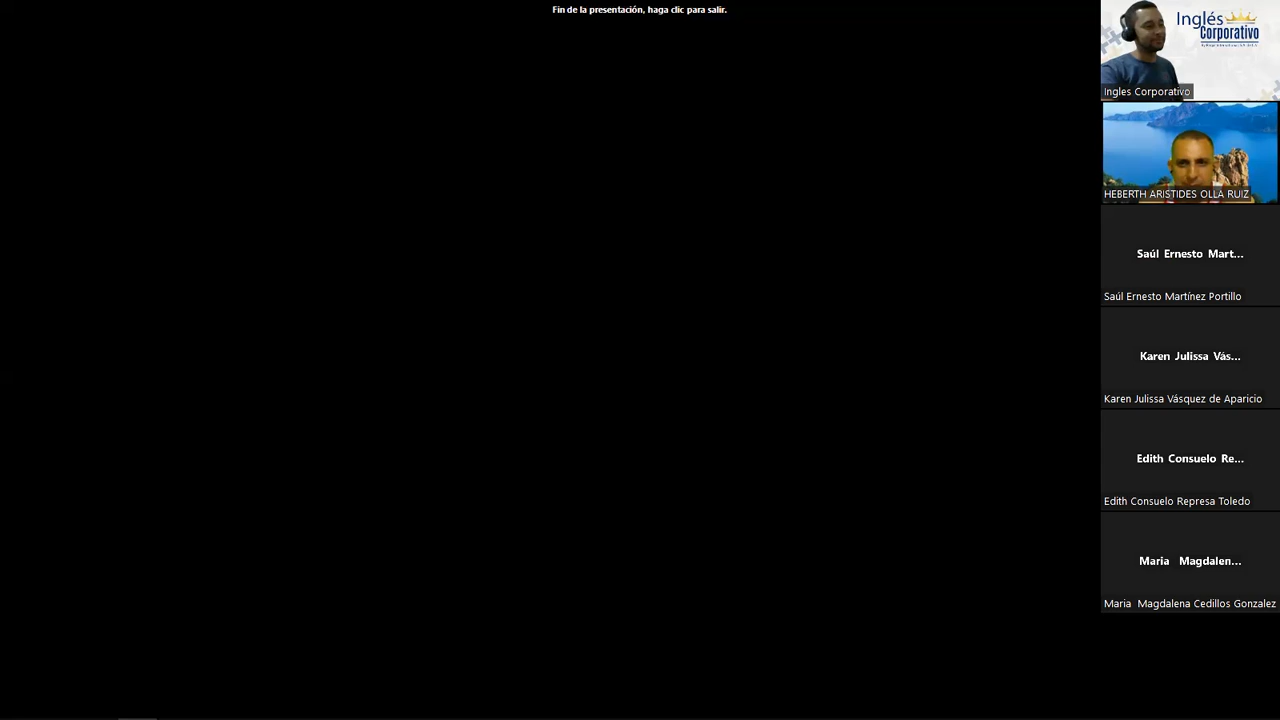 Fin de la presentación, haga clic para salir.
Inglés
Corporativo
Ingles Corporativo
HEBERTH ARISTIDES OLLA RUIZ
Saúl Ernesto Mart...
Saúl Ernesto Martínez Portillo
Karen Julissa Vás...
Karen Julissa Vásquez de Aparicio
Edith Consuelo Re...
Edith Consuelo Represa Toledo
Maria Magdalen...
Maria Magdalena Cedillos Gonzalez